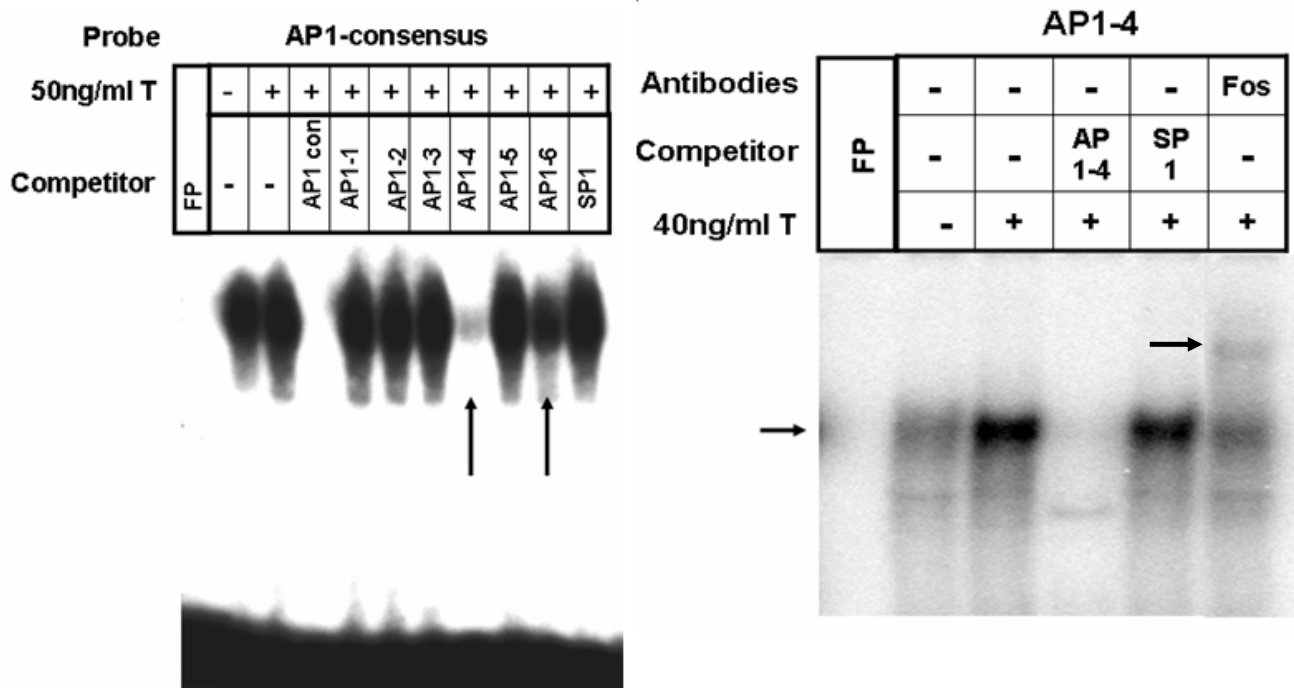 Probe AP1-consensus
50ng/ml T - + + + + + + + + +
Competitor FP - - AP1 con AP1-1 AP1-2 AP1-3 AP1-4 AP1-5 AP1-6 SP1
AP1-4
Antibodies - - - - Fos
Competitor FP - - AP 1-4 SP 1 -
40ng/ml T - + + + +